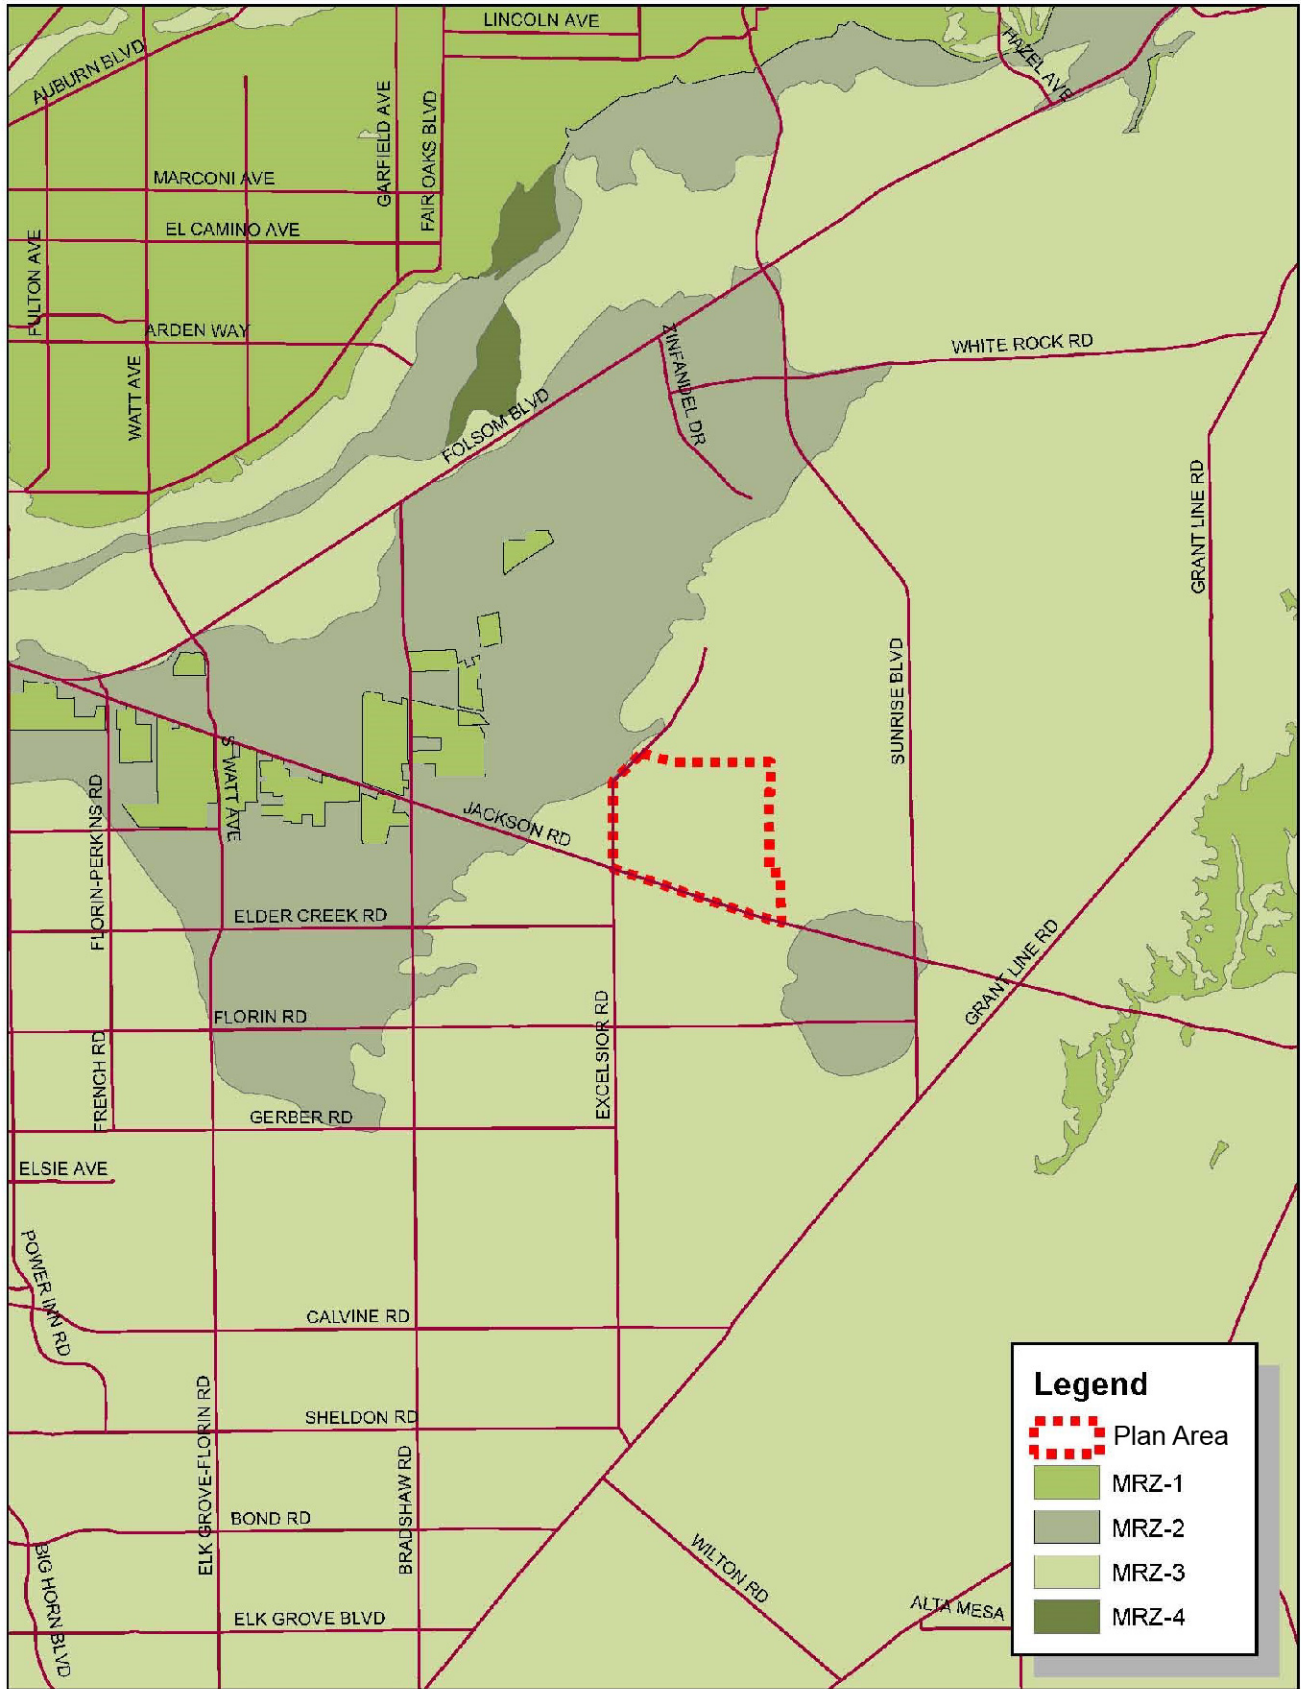 LINCOLN AVE
HAZEL AVE
AUBURN BLVD
GARFIELD AVE
FAIR OAKS BLVD
MARCONI AVE
EL CAMINO AVE
FULTON AVE
ARDEN WAY
WATT AVE
ZINFANDEL DR
WHITE ROCK RD
FOLSOM BLVD
GRANT LINE RD
SUNRISE BLVD
S WATT AVE
FLORIN-PERKINS RD
JACKSON RD
ELDER CREEK RD
GRANT LINE RD
FLORIN RD
EXCELSIOR RD
FRENCH RD
GERBER RD
ELSIE AVE
POWER INN RD
CALVINE RD
ELK GROVE-FLORIN RD
SHELDON RD
BRADSHAW RD
BOND RD
BIG HORN BLVD
WILTON RD
ELK GROVE BLVD
ALTA MESA
Legend
Plan Area
MRZ-1
MRZ-2
MRZ-3
MRZ-4